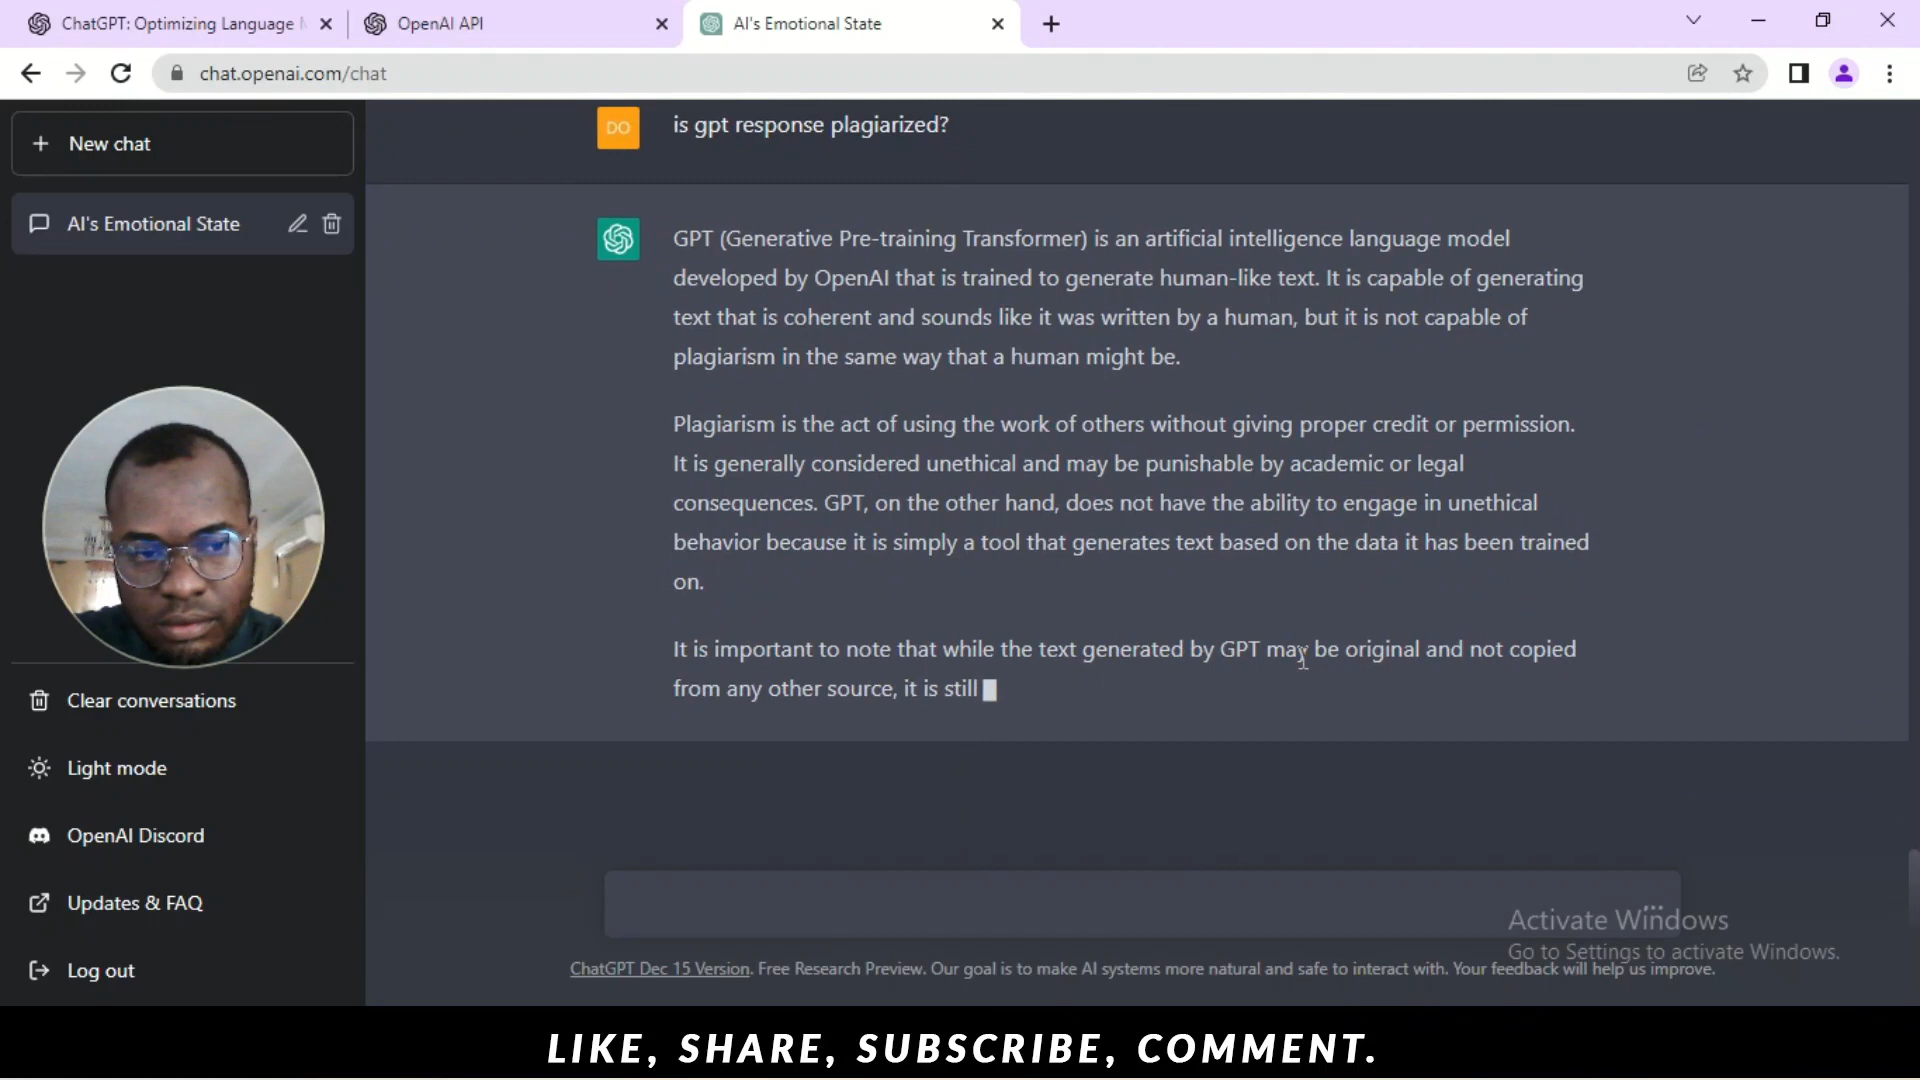 ChatGPT: Optimizing Language
OpenAI API
AI's Emotional State
chat.openai.com/chat
New chat
AI's Emotional State
DO
is gpt response plagiarized?
GPT (Generative Pre-training Transformer) is an artificial intelligence language model
developed by OpenAI that is trained to generate human-like text. It is capable of generating
text that is coherent and sounds like it was written by a human, but it is not capable of
plagiarism in the same way that a human might be.
Plagiarism is the act of using the work of others without giving proper credit or permission.
It is generally considered unethical and may be punishable by academic or legal
consequences. GPT, on the other hand, does not have the ability to engage in unethical
behavior because it is simply a tool that generates text based on the data it has been trained
on.
It is important to note that while the text generated by GPT may be original and not copied
from any other source, it is still
Clear conversations
Light mode
OpenAI Discord
Updates & FAQ
Log out
Activate Windows
Go to Settings to activate Windows.
ChatGPT Dec 15 Version. Free Research Preview. Our goal is to make AI systems more natural and safe to interact with. Your feedback will help us improve.
LIKE, SHARE, SUBSCRIBE, COMMENT.